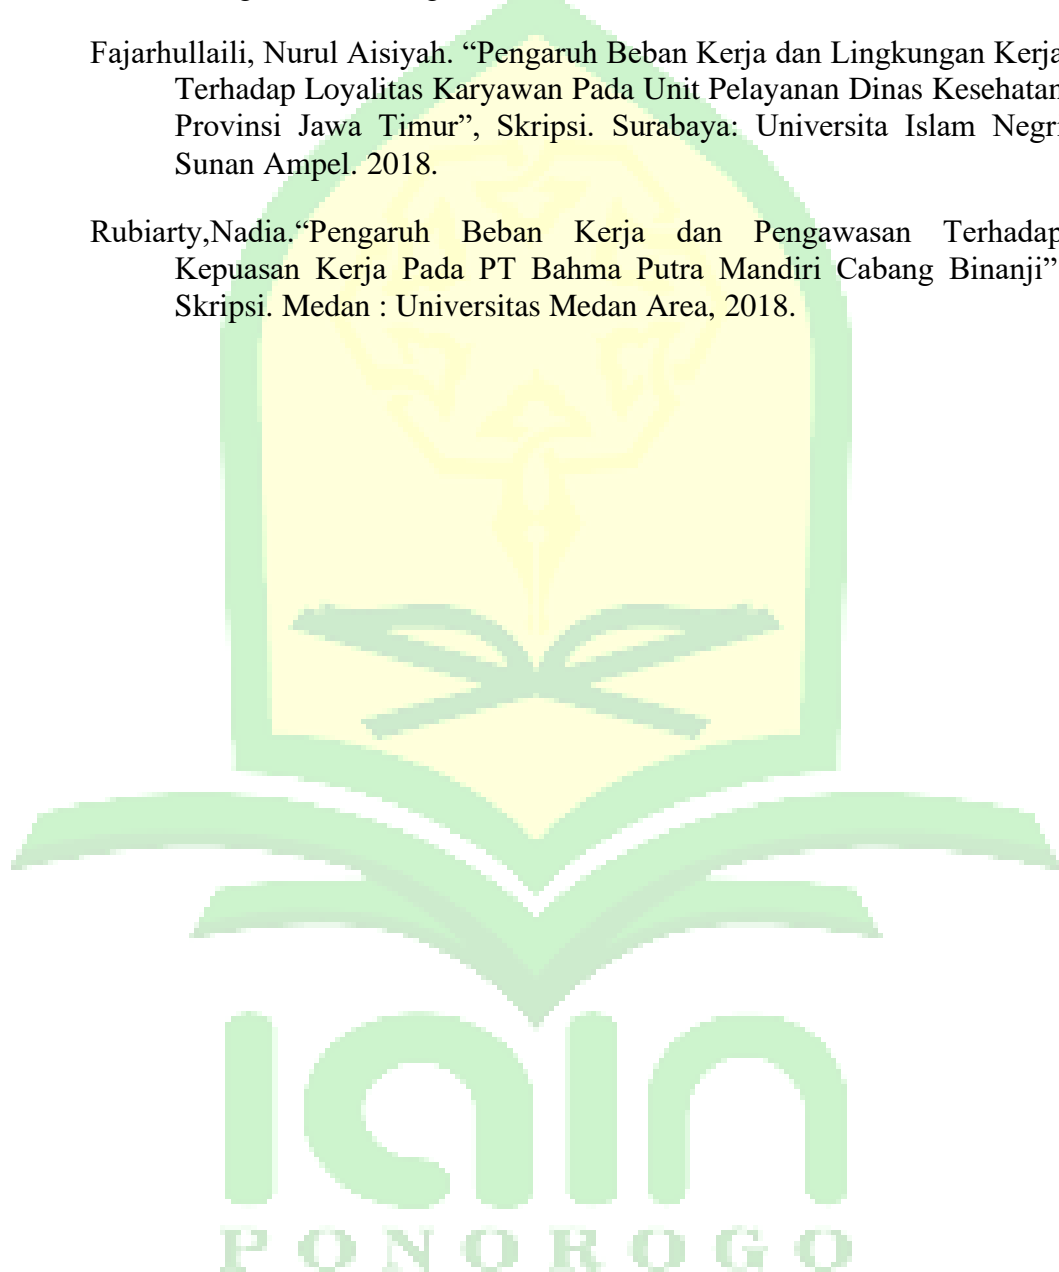 Fajarhullaili, Nurul Aisiyah. “Pengaruh Beban Kerja dan Lingkungan Kerja
Terhadap Loyalitas Karyawan Pada Unit Pelayanan Dinas Kesehatan
Provinsi Jawa Timur”, Skripsi. Surabaya: Universita Islam Negri
Sunan Ampel. 2018.
Rubiarty,Nadia.“Pengaruh Beban Kerja dan Pengawasan Terhadap
Kepuasan Kerja Pada PT Bahma Putra Mandiri Cabang Binanji”
Skripsi. Medan : Universitas Medan Area, 2018.
iain
PONOROGO